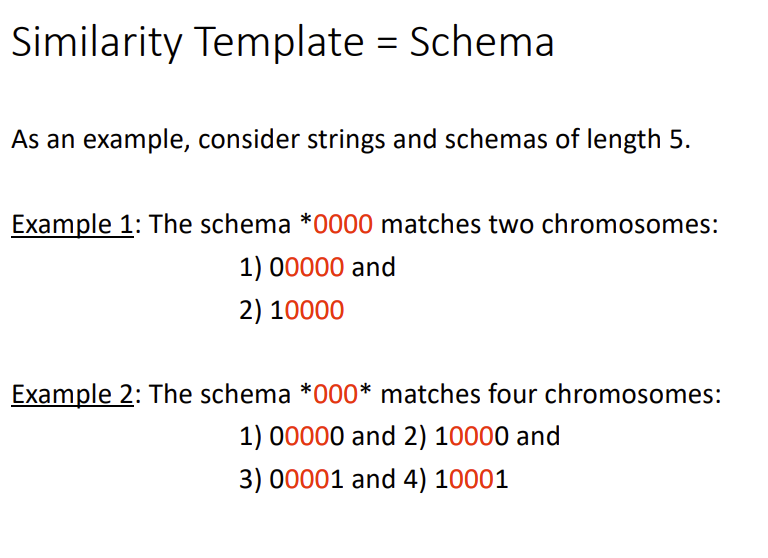 Similarity Template = Schema
As an example, consider strings and schemas of length 5.
Example 1: The schema *0000 matches two chromosomes:
1) 00000 and
2) 10000
Example 2: The schema *000* matches four chromosomes:
1) 00000 and 2) 10000 and
3) 00001 and 4) 10001